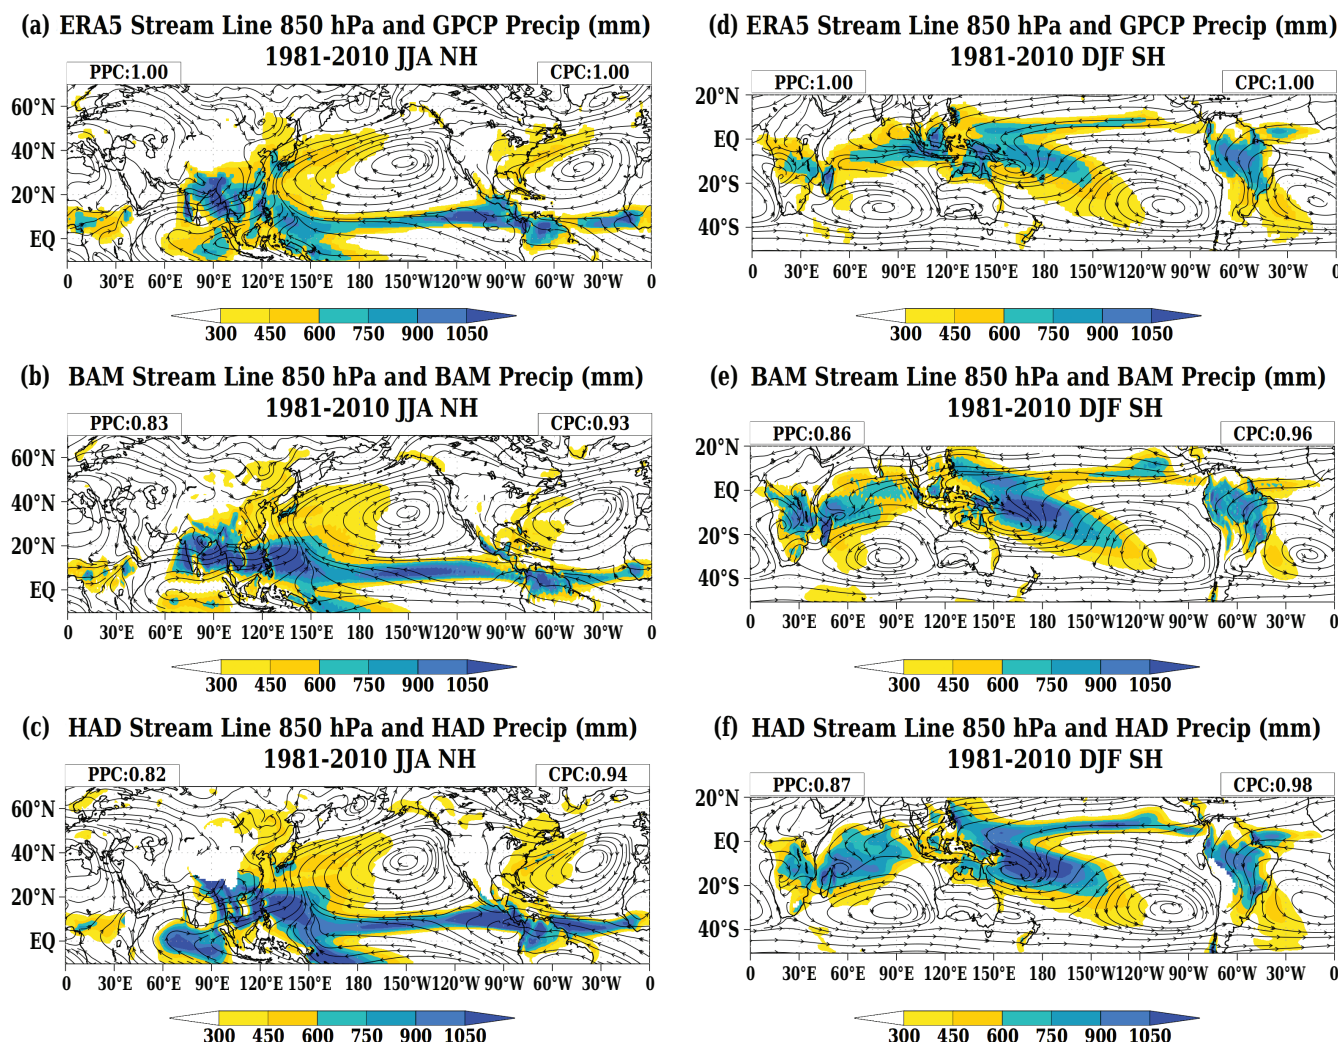 (a) ERA5 Stream Line 850 hPa and GPCP Precip (mm)
1981-2010 JJA NH
PPC:1.00 CPC:1.00
60°N
40°N
20°N
EQ
0 30°E 60°E 90°E 120°E 150°E 180 150°W 120°W 90°W 60°W 30°W 0
300 450 600 750 900 1050
(b) BAM Stream Line 850 hPa and BAM Precip (mm)
1981-2010 JJA NH
PPC:0.83 CPC:0.93
60°N
40°N
20°N
EQ
0 30°E 60°E 90°E 120°E 150°E 180 150°W 120°W 90°W 60°W 30°W 0
300 450 600 750 900 1050
(c) HAD Stream Line 850 hPa and HAD Precip (mm)
1981-2010 JJA NH
PPC:0.82 CPC:0.94
60°N
40°N
20°N
EQ
0 30°E 60°E 90°E 120°E 150°E 180 150°W 120°W 90°W 60°W 30°W 0
300 450 600 750 900 1050
(d) ERA5 Stream Line 850 hPa and GPCP Precip (mm)
1981-2010 DJF SH
PPC:1.00 CPC:1.00
20°N
EQ
20°S
40°S
0 30°E 60°E 90°E 120°E 150°E 180 150°W 120°W 90°W 60°W 30°W 0
300 450 600 750 900 1050
(e) BAM Stream Line 850 hPa and BAM Precip (mm)
1981-2010 DJF SH
PPC:0.86 CPC:0.96
20°N
EQ
20°S
40°S
0 30°E 60°E 90°E 120°E 150°E 180 150°W 120°W 90°W 60°W 30°W 0
300 450 600 750 900 1050
(f) HAD Stream Line 850 hPa and HAD Precip (mm)
1981-2010 DJF SH
PPC:0.87 CPC:0.98
20°N
EQ
20°S
40°S
0 30°E 60°E 90°E 120°E 150°E 180 150°W 120°W 90°W 60°W 30°W 0
300 450 600 750 900 1050